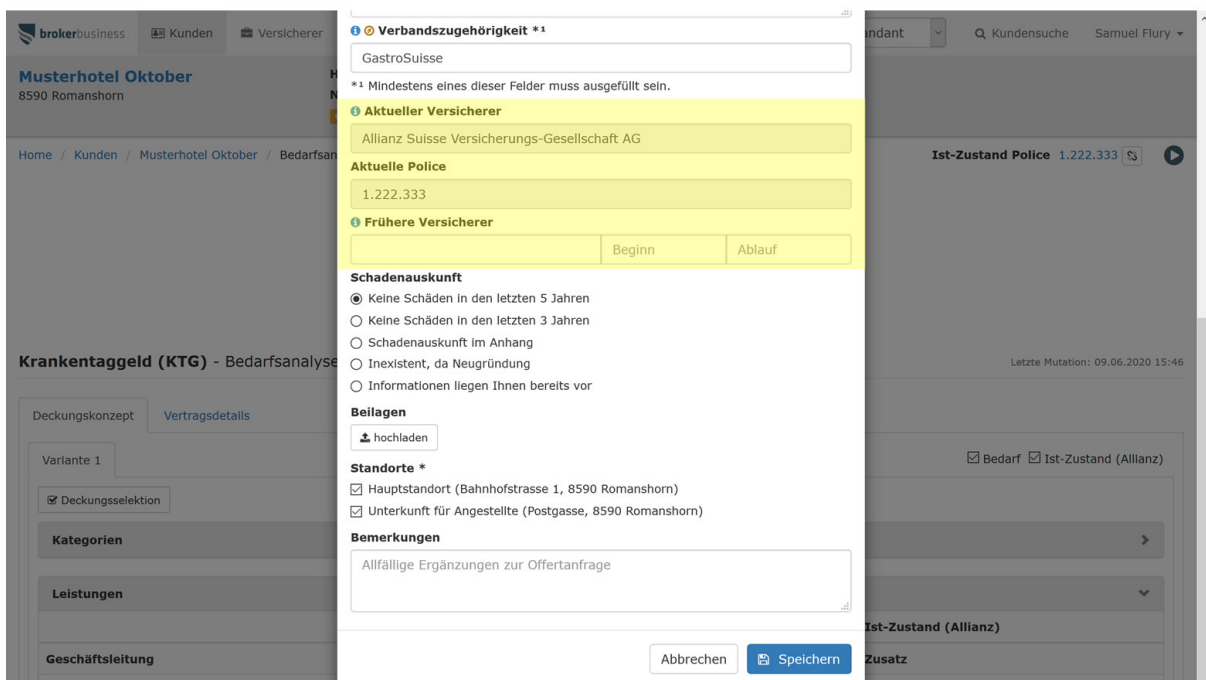 brokerbusiness Kunden Versicherer andant Kundensuche Samuel Flury
Musterhotel Oktober
8590 Romanshorn
Home / Kunden / Musterhotel Oktober / Bedarfsan
Ist-Zustand Police 1.222.333
Verbandszugehörigkeit *¹
GastroSuisse
*¹ Mindestens eines dieser Felder muss ausgefüllt sein.
Aktueller Versicherer
Allianz Suisse Versicherungs-Gesellschaft AG
Aktuelle Police
1.222.333
Frühere Versicherer
Beginn Ablauf
Schadenauskunft
Keine Schäden in den letzten 5 Jahren
Keine Schäden in den letzten 3 Jahren
Schadenauskunft im Anhang
Inexistent, da Neugründung
Informationen liegen Ihnen bereits vor
Beilagen
hochladen
Standorte *
Hauptstandort (Bahnhofstrasse 1, 8590 Romanshorn)
Unterkunft für Angestellte (Postgasse, 8590 Romanshorn)
Bemerkungen
Allfällige Ergänzungen zur Offertanfrage
Abbrechen Speichern
Krankentaggeld (KTG) - Bedarfsanalyse
Letzte Mutation: 09.06.2020 15:46
Deckungskonzept Vertragsdetails
Variante 1
Bedarf Ist-Zustand (Allianz)
Deckungsselektion
Kategorien
Leistungen
Ist-Zustand (Allianz)
Geschäftsleitung Zusatz